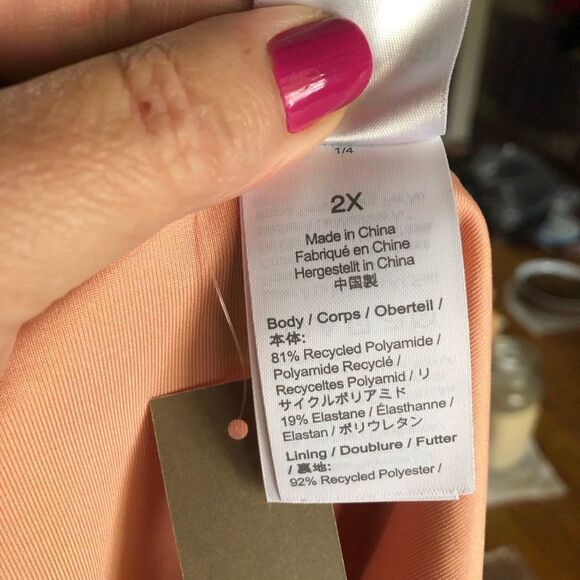 1/4
2X
Made in China
Fabriqué en Chine
Hergestellt in China
中国製
Body / Corps / Oberteil /
本体:
81% Recycled Polyamide /
Polyamide Recyclé /
Recyceltes Polyamid / リ
サイクルポリアミド
19% Elastane / Élasthanne /
Elastan / ポリウレタン
Lining / Doublure / Futter
/ 裏地:
92% Recycled Polyester /